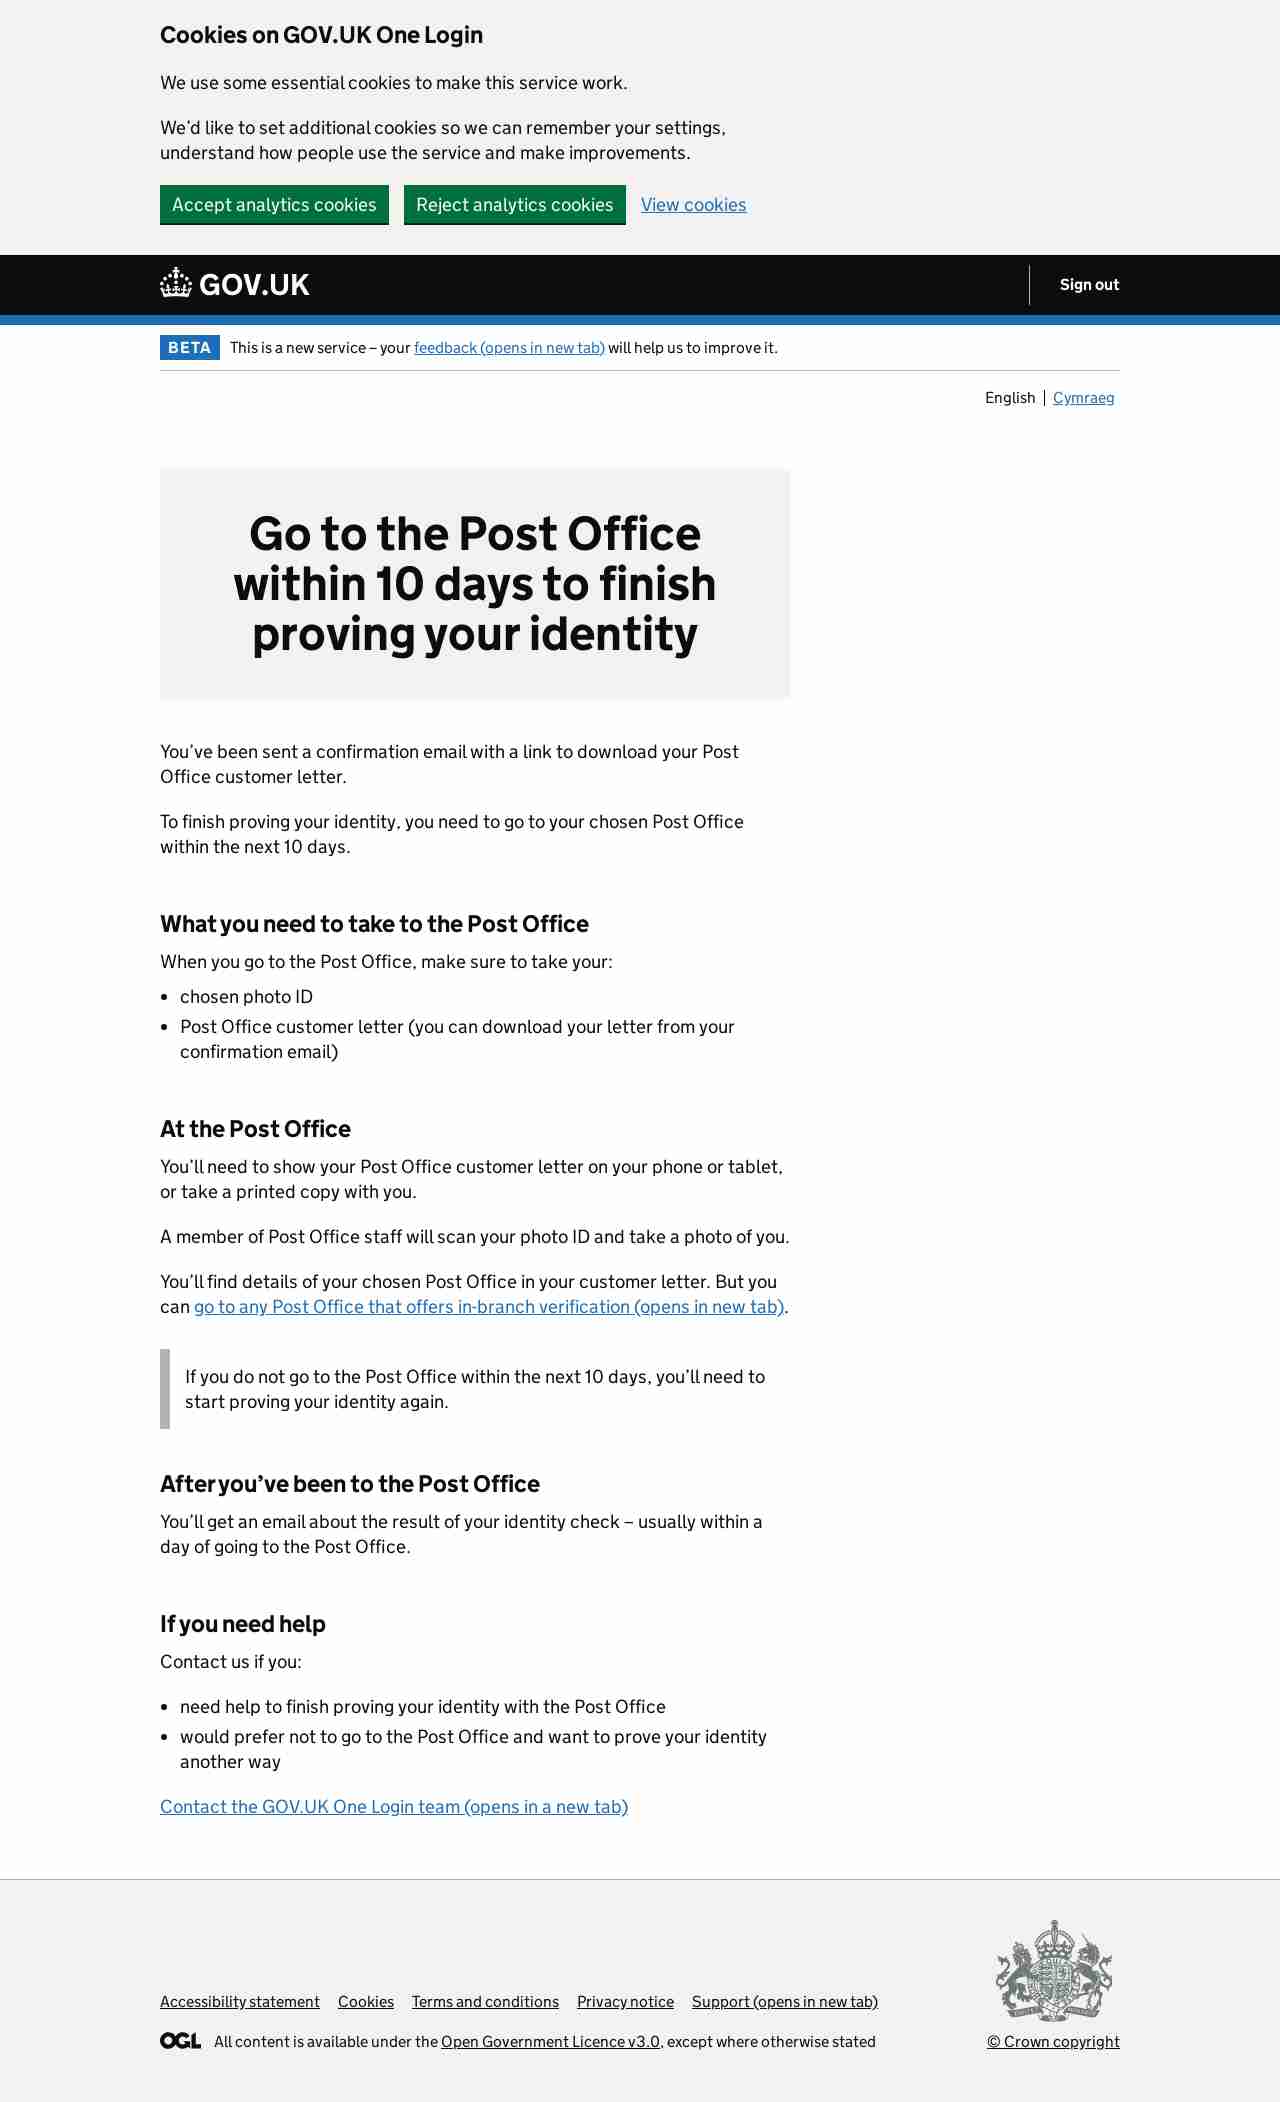 Cookies on GOV.UK One Login
We use some essential cookies to make this service work.
We’d like to set additional cookies so we can remember your settings,
understand how people use the service and make improvements.
Accept analytics cookies Reject analytics cookies View cookies
GOV.UK Sign out
BETA This is a new service – your feedback (opens in new tab) will help us to improve it.
English Cymraeg
Go to the Post Office
within 10 days to finish
proving your identity
You’ve been sent a confirmation email with a link to download your Post
Office customer letter.
To finish proving your identity, you need to go to your chosen Post Office
within the next 10 days.
What you need to take to the Post Office
When you go to the Post Office, make sure to take your:
• chosen photo ID
• Post Office customer letter (you can download your letter from your
confirmation email)
At the Post Office
You’ll need to show your Post Office customer letter on your phone or tablet,
or take a printed copy with you.
A member of Post Office staff will scan your photo ID and take a photo of you.
You’ll find details of your chosen Post Office in your customer letter. But you
can go to any Post Office that offers in-branch verification (opens in new tab).
If you do not go to the Post Office within the next 10 days, you’ll need to
start proving your identity again.
After you’ve been to the Post Office
You’ll get an email about the result of your identity check – usually within a
day of going to the Post Office.
If you need help
Contact us if you:
• need help to finish proving your identity with the Post Office
• would prefer not to go to the Post Office and want to prove your identity
another way
Contact the GOV.UK One Login team (opens in a new tab)
Accessibility statement Cookies Terms and conditions Privacy notice Support (opens in new tab)
OGL All content is available under the Open Government Licence v3.0, except where otherwise stated
© Crown copyright